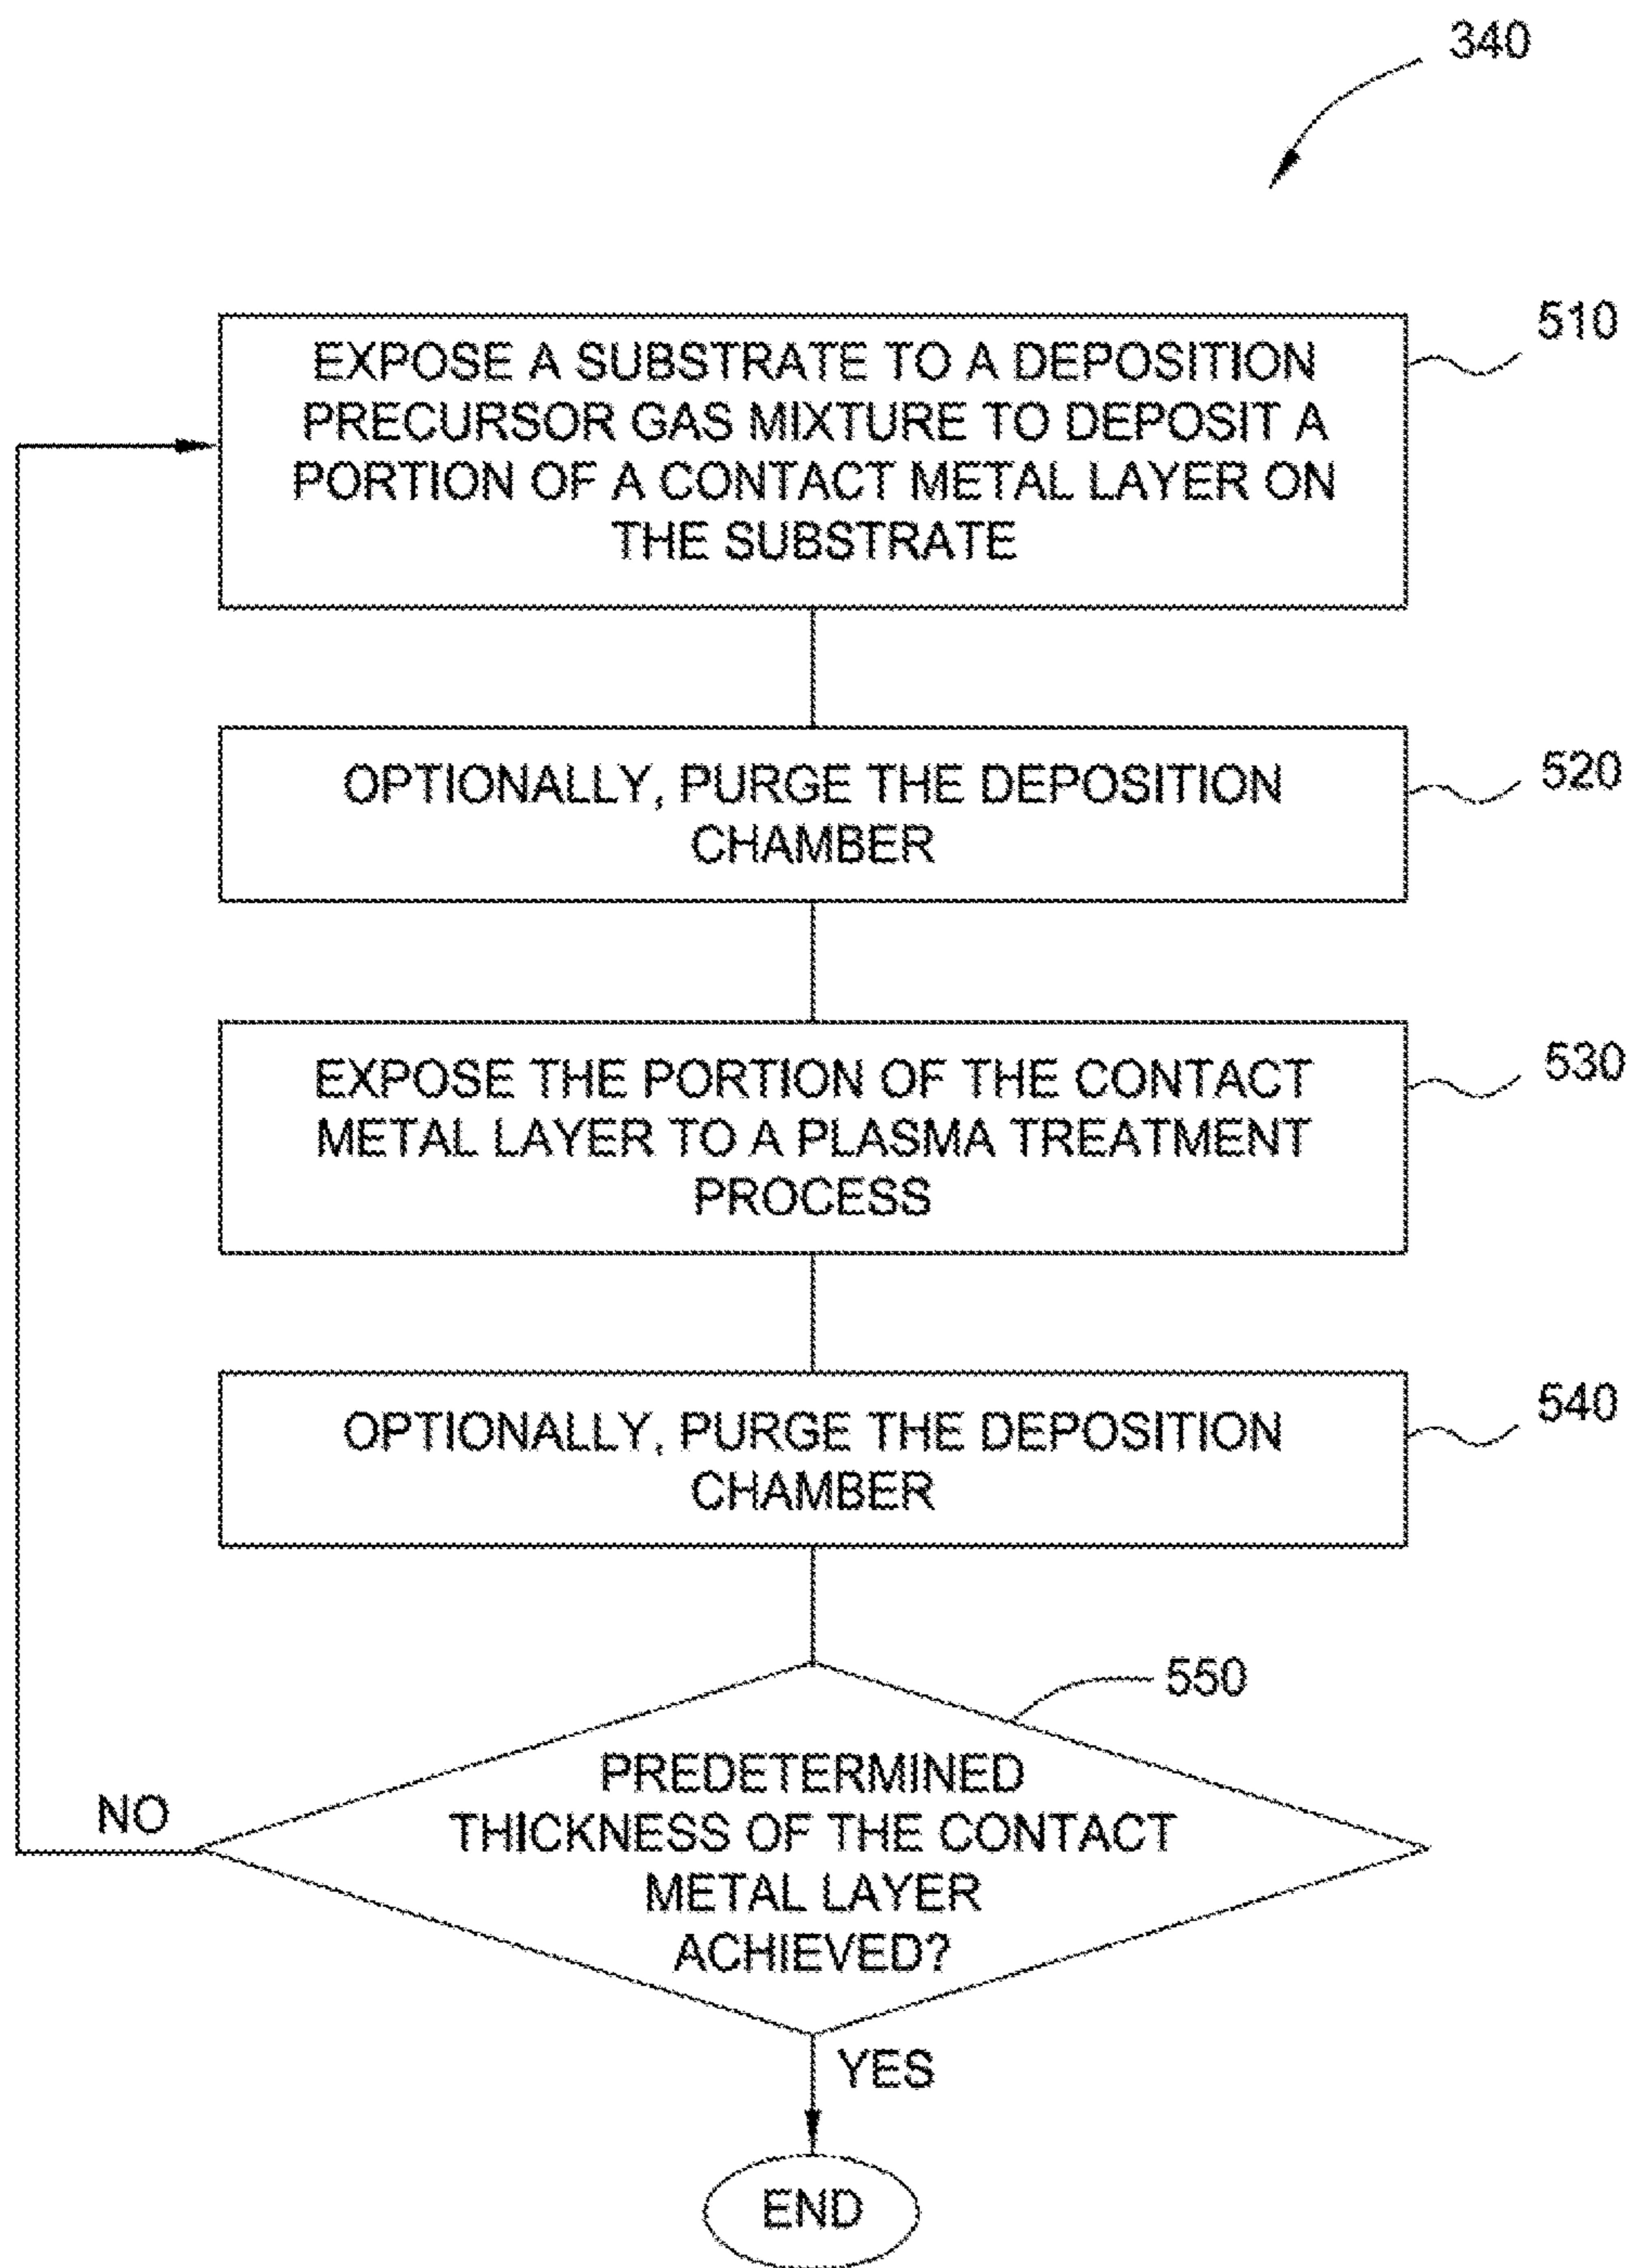 340
510
EXPOSE A SUBSTRATE TO A DEPOSITION
PRECURSOR GAS MIXTURE TO DEPOSIT A
PORTION OF A CONTACT METAL LAYER ON
THE SUBSTRATE
520
OPTIONALLY, PURGE THE DEPOSITION
CHAMBER
530
EXPOSE THE PORTION OF THE CONTACT
METAL LAYER TO A PLASMA TREATMENT
PROCESS
540
OPTIONALLY, PURGE THE DEPOSITION
CHAMBER
550
PREDETERMINED
THICKNESS OF THE CONTACT
METAL LAYER
ACHIEVED?
NO
YES
END